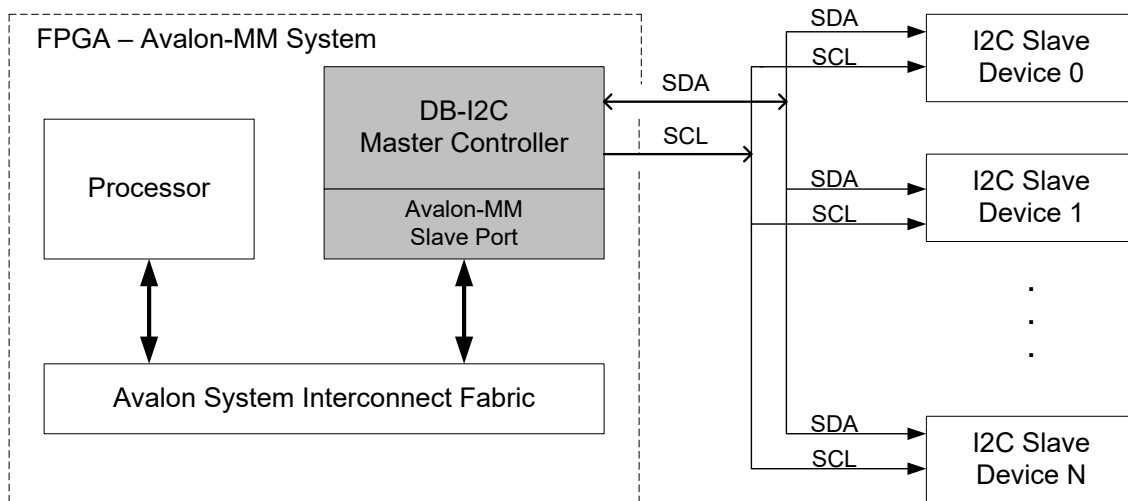 FPGA – Avalon-MM System
DB-I2C
Master Controller
Avalon-MM
Slave Port
Processor
Avalon System Interconnect Fabric
SDA
SCL
SDA
SCL
I2C Slave
Device 0
SDA
SCL
I2C Slave
Device 1
.
.
.
SDA
SCL
I2C Slave
Device N